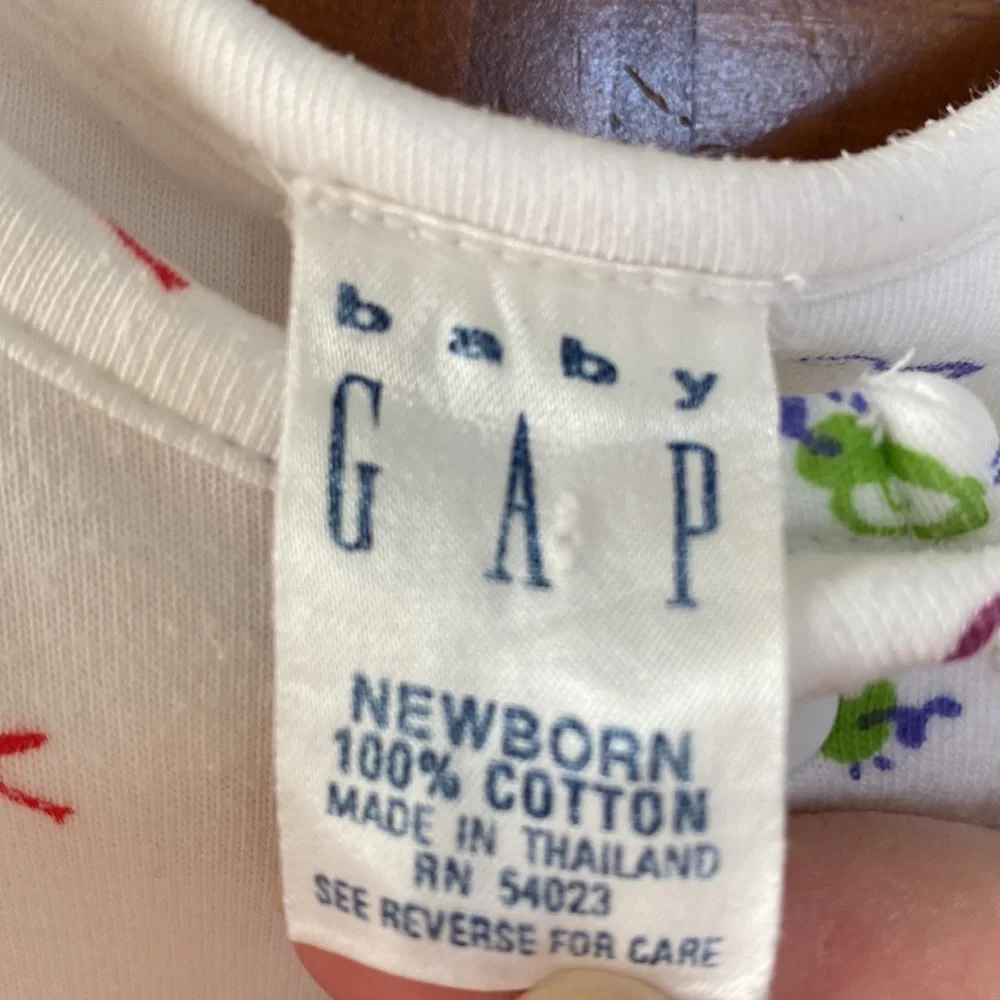 baby
GAP
NEWBORN
100% COTTON
MADE IN THAILAND
RN 54023
SEE REVERSE FOR CARE